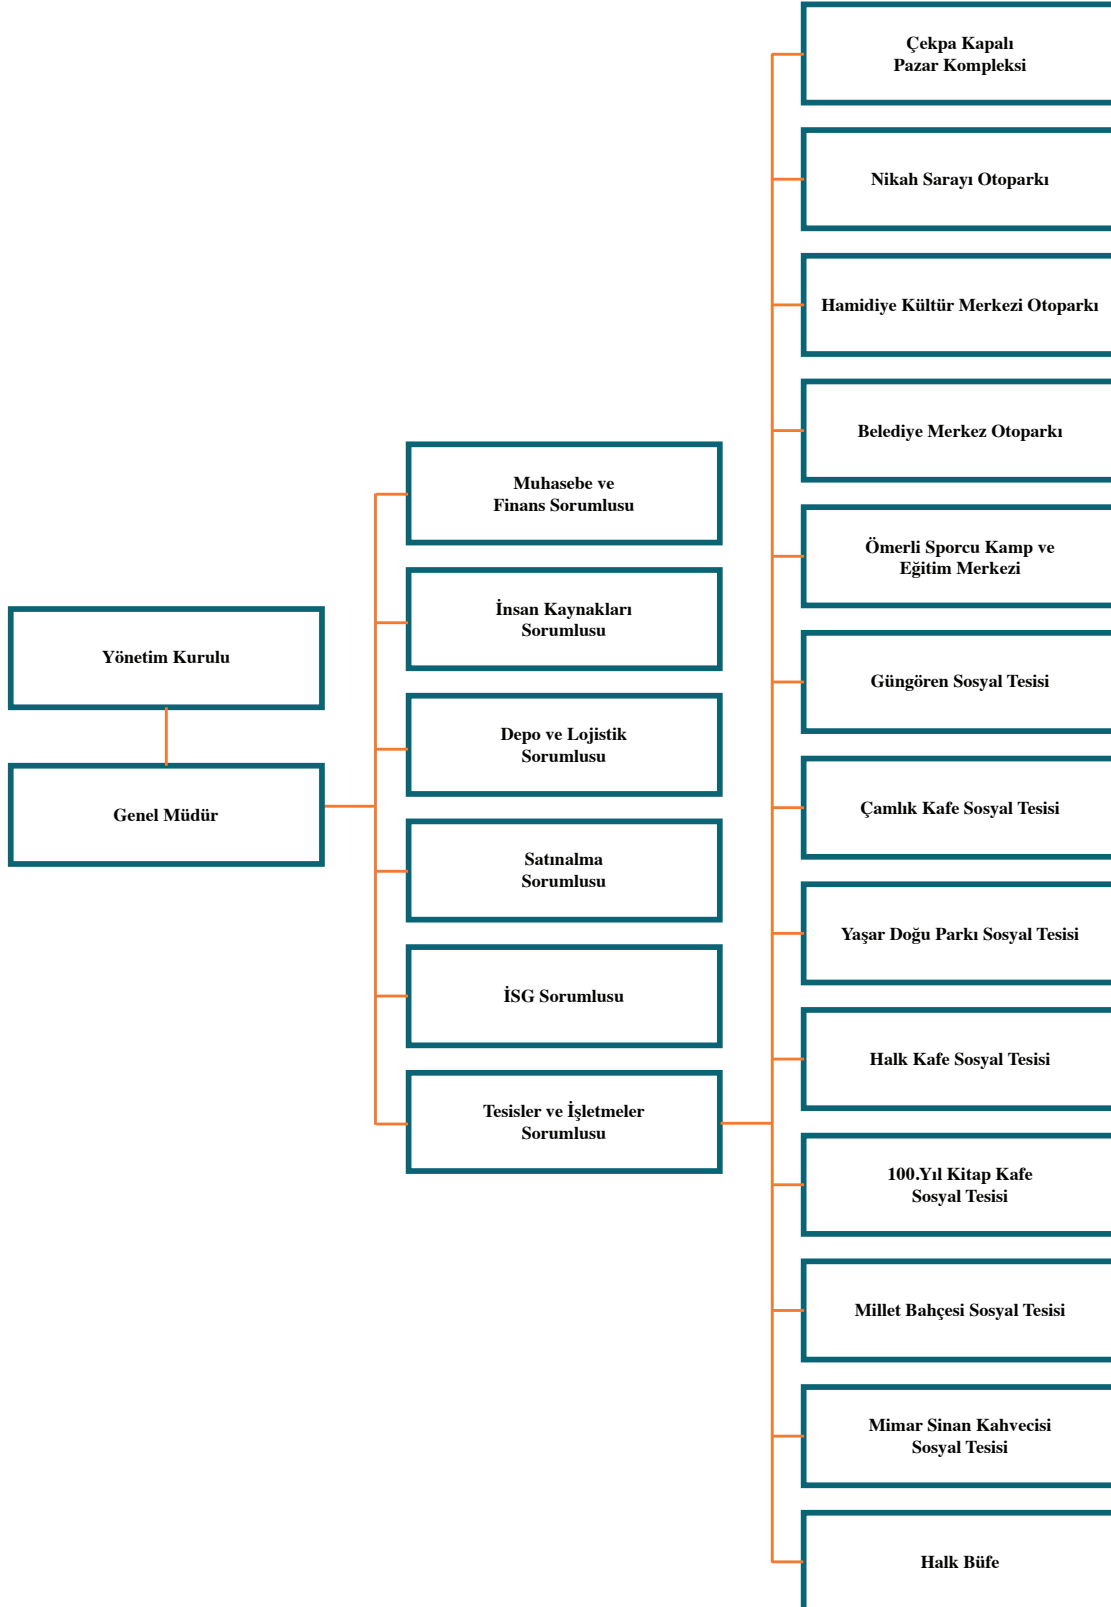 Yönetim Kurulu
Genel Müdür
Muhasebe ve
Finans Sorumlusu
İnsan Kaynakları
Sorumlusu
Depo ve Lojistik
Sorumlusu
Satınalma
Sorumlusu
İSG Sorumlusu
Tesisler ve İşletmeler
Sorumlusu
Çekpa Kapalı
Pazar Kompleksi
Nikah Sarayı Otoparkı
Hamidiye Kültür Merkezi Otoparkı
Belediye Merkez Otoparkı
Ömerli Sporcu Kamp ve
Eğitim Merkezi
Güngören Sosyal Tesisi
Çamlık Kafe Sosyal Tesisi
Yaşar Doğu Parkı Sosyal Tesisi
Halk Kafe Sosyal Tesisi
100.Yıl Kitap Kafe
Sosyal Tesisi
Millet Bahçesi Sosyal Tesisi
Mimar Sinan Kahvecisi
Sosyal Tesisi
Halk Büfe